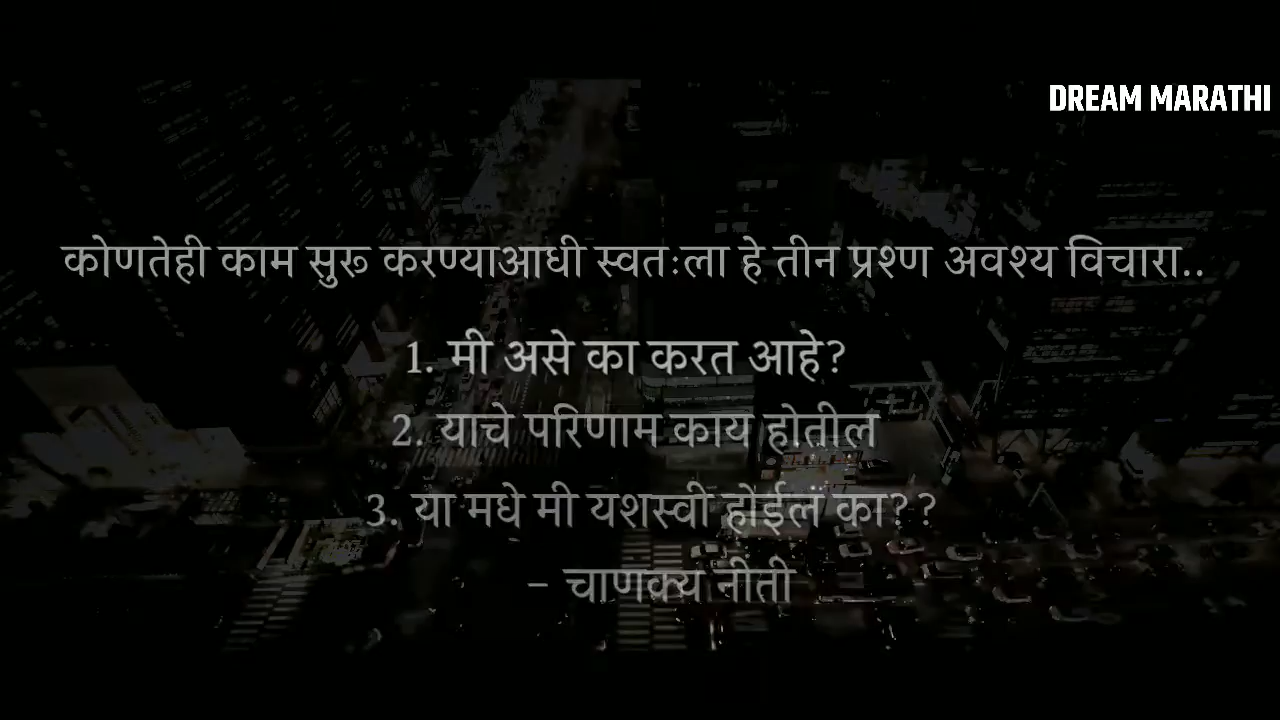 DREAM MARATHI
कोणतेही काम सुरू करण्याआधी स्वतःला हे तीन प्रश्ण अवश्य विचारा..
1. मी असे का करत आहे?
2. याचे परिणाम काय होतील
3. या मधे मी यशस्वी होईलं का??
- चाणक्य नीती